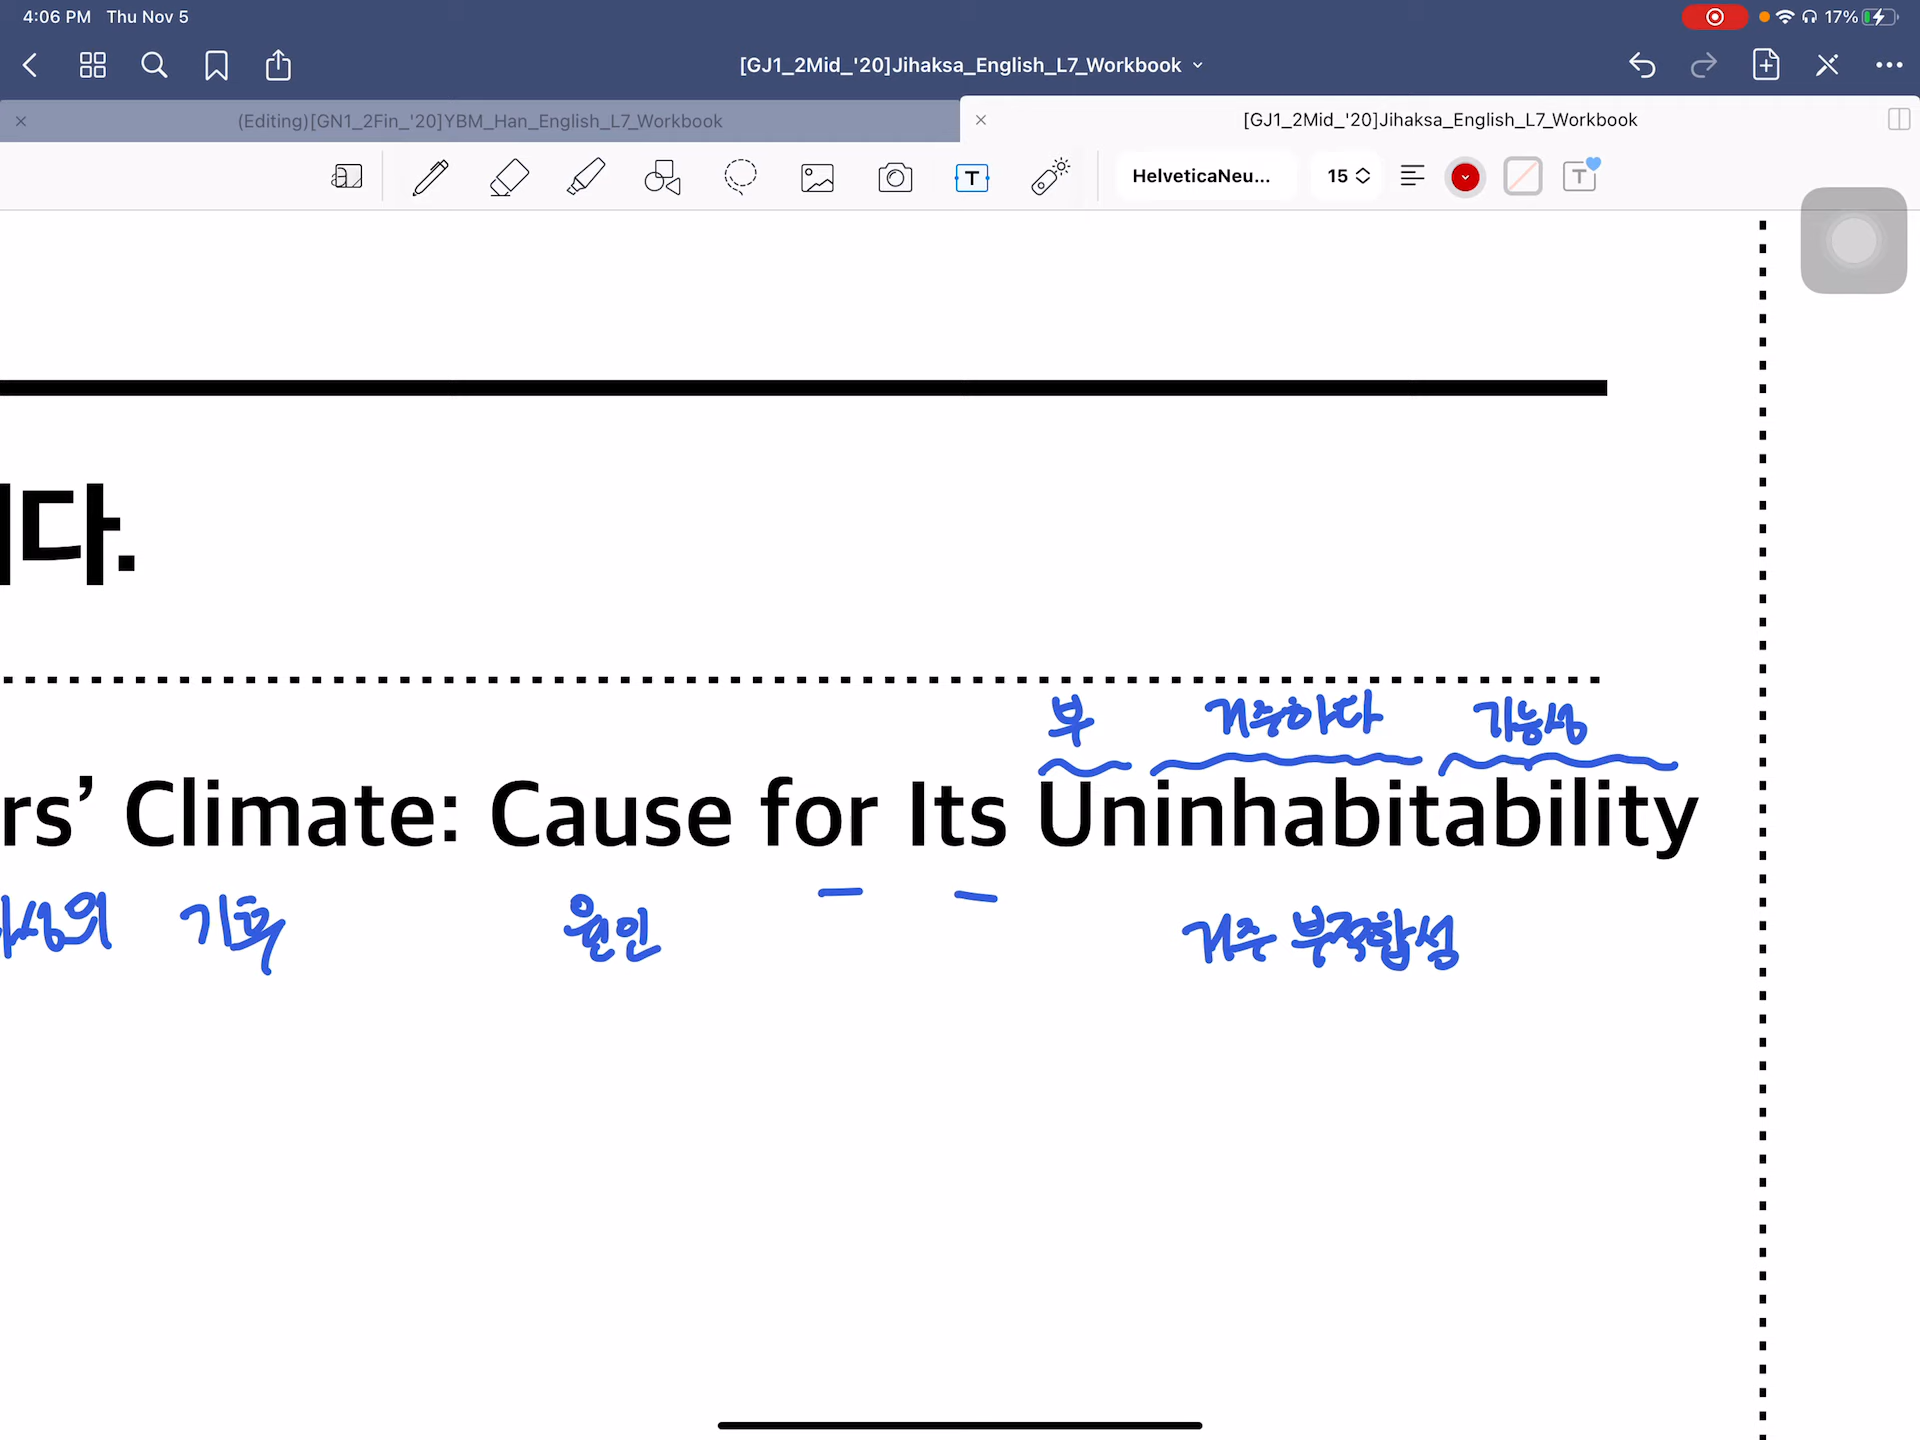 4:06 PM Thu Nov 5
17%
[GJ1_2Mid_'20]Jihaksa_English_L7_Workbook
(Editing)[GN1_2Fin_'20]YBM_Han_English_L7_Workbook
[GJ1_2Mid_'20]Jihaksa_English_L7_Workbook
HelveticaNeu... 15
다.
부 거주하다 가능성
rs’ Climate: Cause for Its Uninhabitability
성의 기후 원인 거주 부적합성